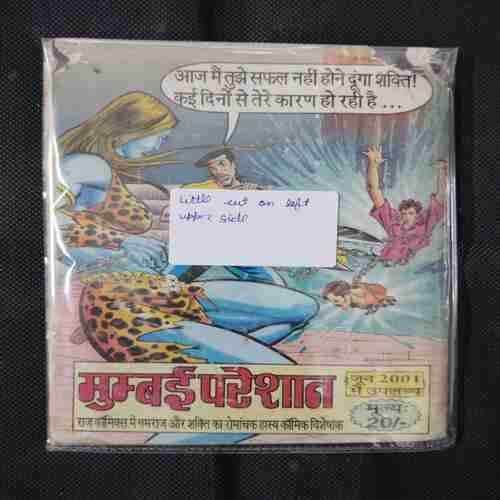 आज मैं तुझे सफल नहीं होने दूंगा शक्ति!
कई दिनों से तेरे कारण हो रही है ...
Little cut on left
upper side
मुम्बई परेशान
जून 2001
में उपलब्ध
मूल्य:
20/-
राज कॉमिक्स में गमराज और शक्ति का रोमांचक हास्य कॉमिक विशेषांक